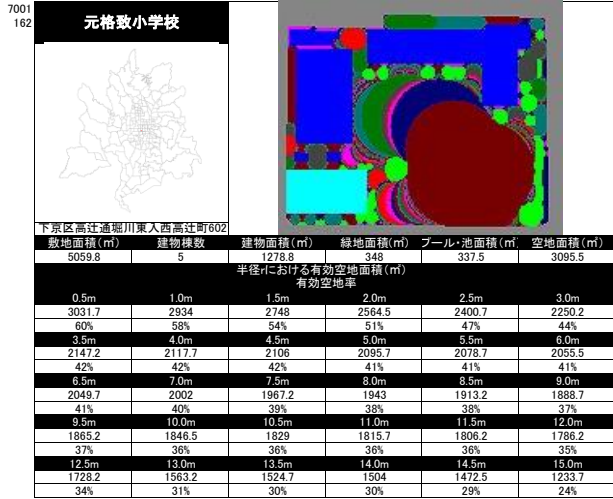 7001
162
元格致小学校
下京区高辻通堀川東入西高辻町602
敷地面積(㎡) 建物棟数 建物面積(㎡) 緑地面積(㎡) プール・池面積(㎡) 空地面積(㎡)
5059.8 5 1278.8 348 337.5 3095.5
半径rにおける有効空地面積(㎡)
有効空地率
0.5m 1.0m 1.5m 2.0m 2.5m 3.0m
3031.7 2934 2748 2564.5 2400.7 2250.2
60% 58% 54% 51% 47% 44%
3.5m 4.0m 4.5m 5.0m 5.5m 6.0m
2147.2 2117.7 2106 2095.7 2078.7 2055.5
42% 42% 42% 41% 41% 41%
6.5m 7.0m 7.5m 8.0m 8.5m 9.0m
2049.7 2002 1967.2 1943 1913.2 1888.7
41% 40% 39% 38% 38% 37%
9.5m 10.0m 10.5m 11.0m 11.5m 12.0m
1865.2 1846.5 1829 1815.7 1806.2 1786.2
37% 36% 36% 36% 36% 35%
12.5m 13.0m 13.5m 14.0m 14.5m 15.0m
1728.2 1563.2 1524.7 1504 1472.5 1233.7
34% 31% 30% 30% 29% 24%